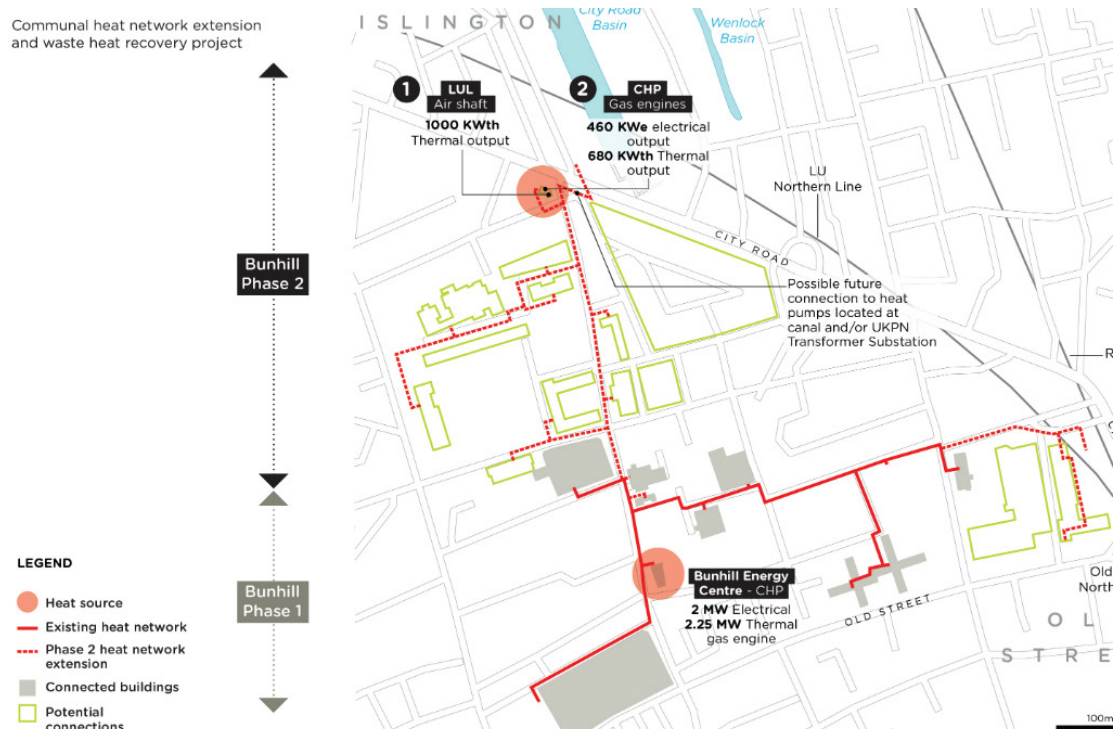 Communal heat network extension
and waste heat recovery project
ISLINGTON
City Road
Basin
Wenlock
Basin
1
LUL
Air shaft
1000 KWth
Thermal output
2
CHP
Gas engines
460 KWe electrical
output
680 KWth Thermal
output
LU
Northern Line
CITY ROAD
Bunhill
Phase 2
Possible future
connection to heat
pumps located at
canal and/or UKPN
Transformer Substation
R
LEGEND
Heat source
Existing heat network
Phase 2 heat network
extension
Connected buildings
Potential
connections
Bunhill
Phase 1
Bunhill Energy
Centre - CHP
2 MW Electrical
2.25 MW Thermal
gas engine
OLD STREET
Old
North
OL
STRE
100m